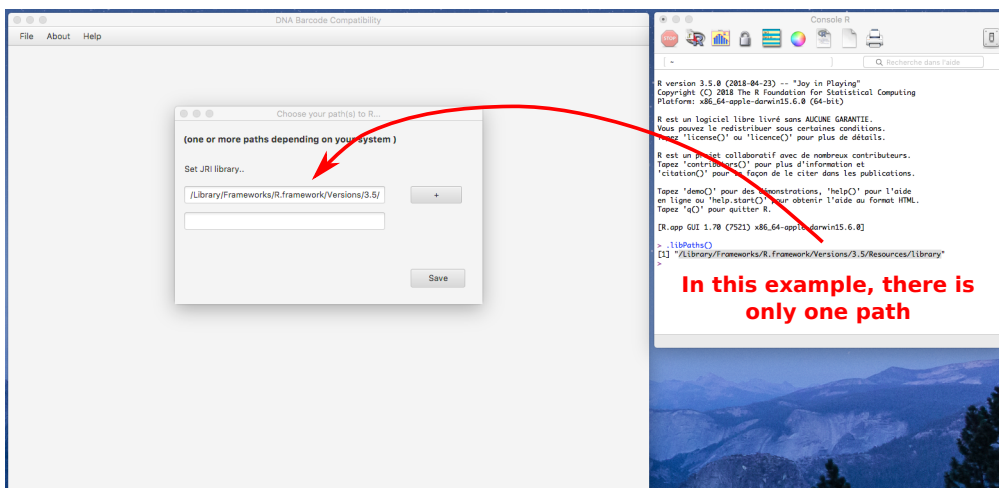 DNA Barcode Compatibility
File About Help
Choose your path(s) to R...
(one or more paths depending on your system )
Set JRI library..
/Library/Frameworks/R.framework/Versions/3.5/
+
Save
Console R
STOP
~
Recherche dans l'aide
R version 3.5.0 (2018-04-23) -- "Joy in Playing"
Copyright (C) 2018 The R Foundation for Statistical Computing
Platform: x86_64-apple-darwin15.6.0 (64-bit)
R est un logiciel libre livré sans AUCUNE GARANTIE.
Vous pouvez le redistribuer sous certaines conditions.
Tapez 'license()' ou 'licence()' pour plus de détails.
R est un projet collaboratif avec de nombreux contributeurs.
Tapez 'contributors()' pour plus d'information et
'citation()' pour la façon de le citer dans les publications.
Tapez 'demo()' pour des démonstrations, 'help()' pour l'aide
en ligne ou 'help.start()' pour obtenir l'aide au format HTML.
Tapez 'q()' pour quitter R.
[R.app GUI 1.70 (7521) x86_64-apple-darwin15.6.0]
> .libPaths()
[1] "/Library/Frameworks/R.framework/Versions/3.5/Resources/library"
>
In this example, there is
only one path